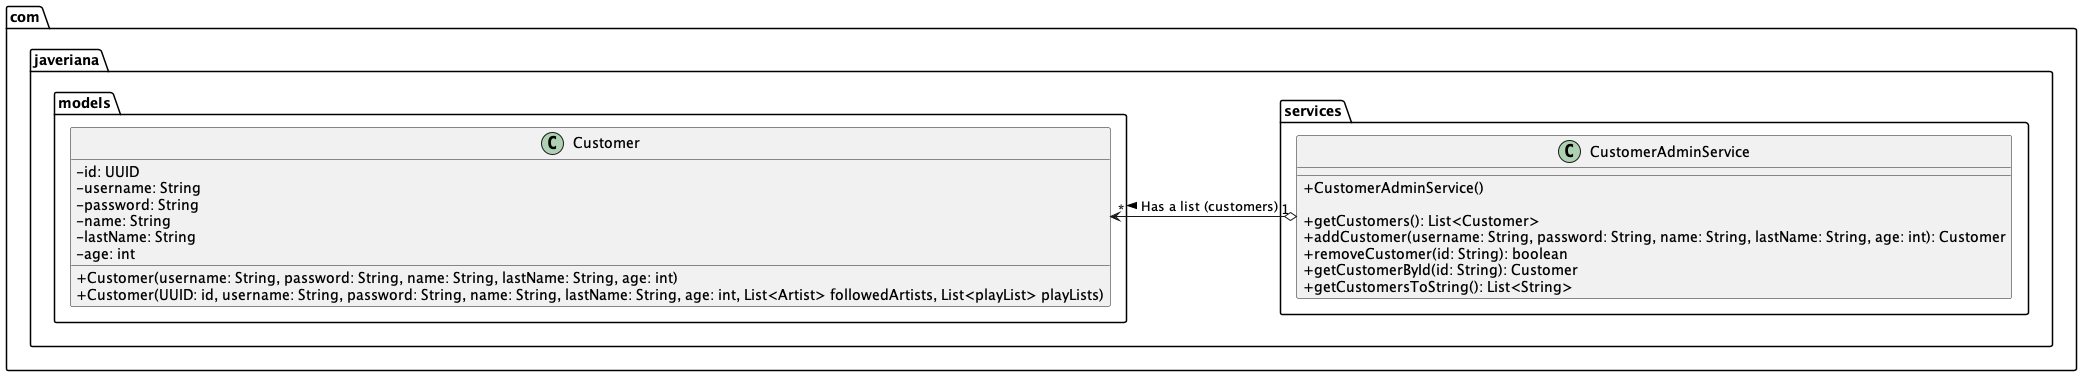 com
javeriana
models
C Customer
-id: UUID
-username: String
-password: String
-name: String
-lastName: String
-age: int
+Customer(username: String, password: String, name: String, lastName: String, age: int)
+Customer(UUID: id, username: String, password: String, name: String, lastName: String, age: int, List<Artist> followedArtists, List<playList> playLists)
* Has a list (customers) 1
services
C CustomerAdminService
+CustomerAdminService()
+getCustomers(): List<Customer>
+addCustomer(username: String, password: String, name: String, lastName: String, age: int): Customer
+removeCustomer(id: String): boolean
+getCustomerById(id: String): Customer
+getCustomersToString(): List<String>